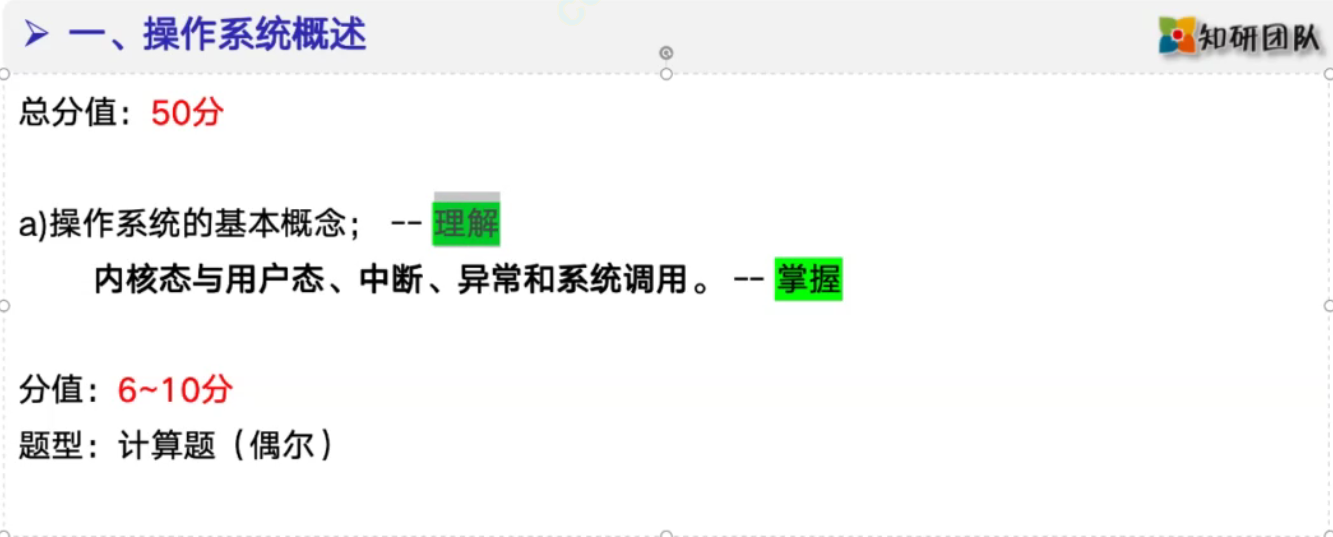 ➢ 一、操作系统概述
知研团队
总分值：50分
a)操作系统的基本概念； -- 理解
内核态与用户态、中断、异常和系统调用。 -- 掌握
分值：6~10分
题型：计算题（偶尔）